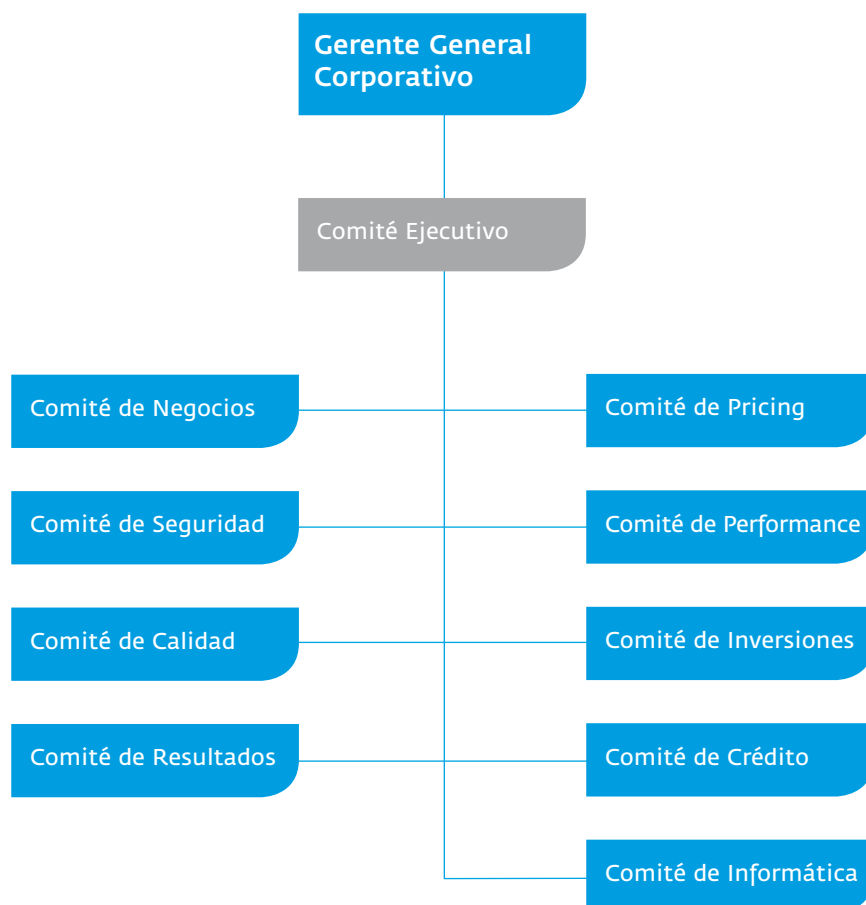 Gerente General
Corporativo
Comité Ejecutivo
Comité de Negocios
Comité de Pricing
Comité de Seguridad
Comité de Performance
Comité de Calidad
Comité de Inversiones
Comité de Resultados
Comité de Crédito
Comité de Informática